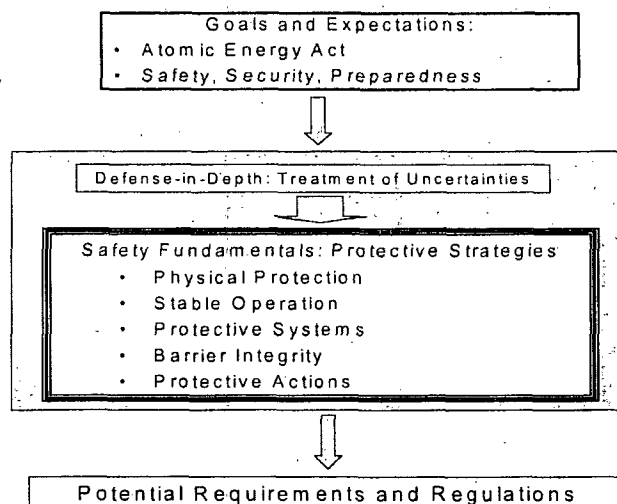 Goals and Expectations:
• Atomic Energy Act
• Safety, Security, Preparedness
Defense-in-Depth: Treatment of Uncertainties
Safety Fundamentals: Protective Strategies
• Physical Protection
• Stable Operation
• Protective Systems
• Barrier Integrity
• Protective Actions
Potential Requirements and Regulations